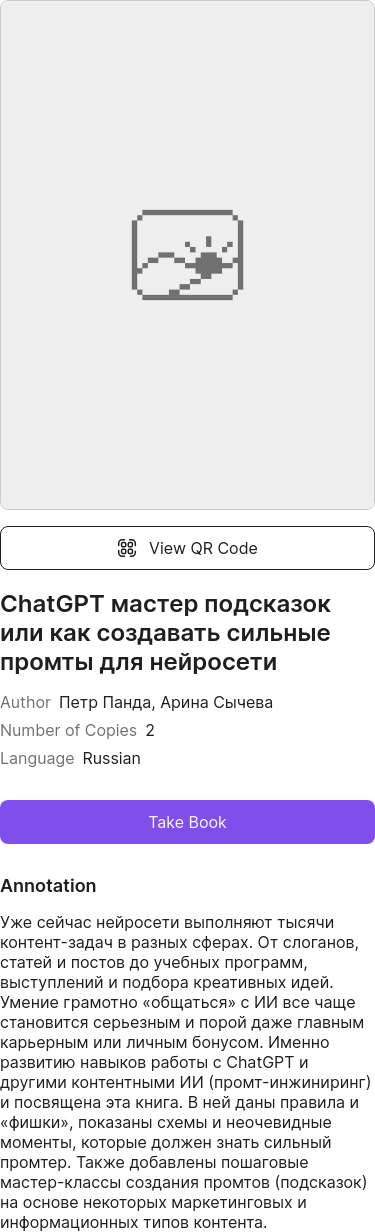 View QR Code
ChatGPT мастер подсказок
или как создавать сильные
промты для нейросети
Author Петр Панда, Арина Сычева
Number of Copies 2
Language Russian
Take Book
Annotation
Уже сейчас нейросети выполняют тысячи
контент-задач в разных сферах. От слоганов,
статей и постов до учебных программ,
выступлений и подбора креативных идей.
Умение грамотно «общаться» с ИИ все чаще
становится серьезным и порой даже главным
карьерным или личным бонусом. Именно
развитию навыков работы с ChatGPT и
другими контентными ИИ (промт-инжиниринг)
и посвящена эта книга. В ней даны правила и
«фишки», показаны схемы и неочевидные
моменты, которые должен знать сильный
промтер. Также добавлены пошаговые
мастер-классы создания промтов (подсказок)
на основе некоторых маркетинговых и
информационных типов контента.